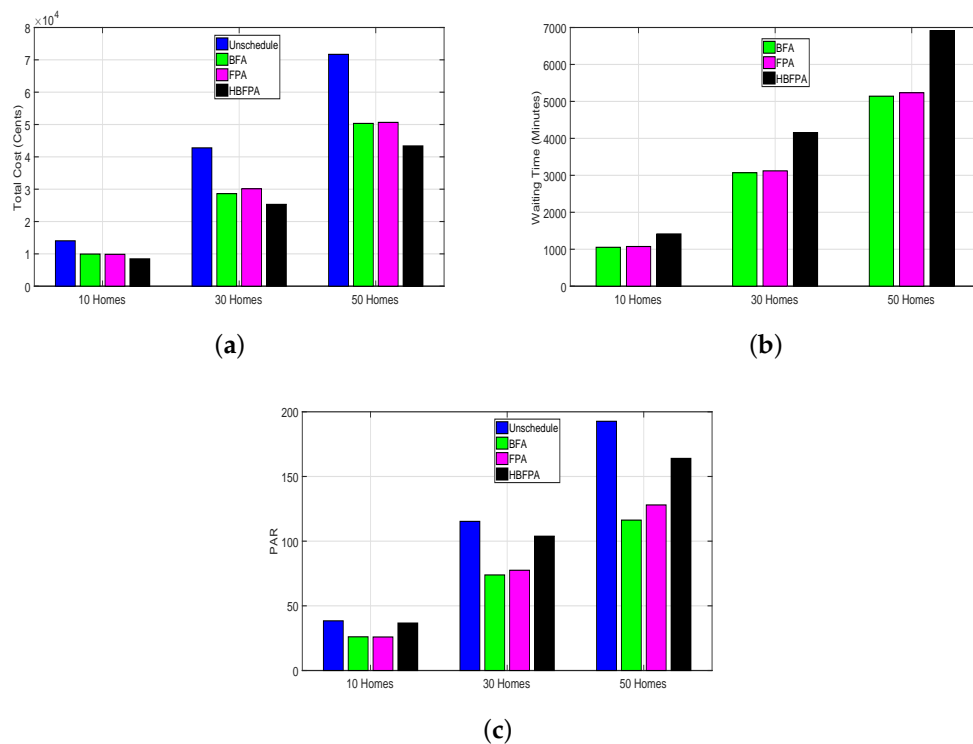 ×10⁴
8
7
6
5
4
3
2
1
0
Total Cost (Cents)
Unschedule
BFA
FPA
HBFPA
10 Homes
30 Homes
50 Homes
(a)
7000
6000
5000
4000
3000
2000
1000
0
Waiting Time (Minutes)
BFA
FPA
HBFPA
10 Homes
30 Homes
50 Homes
(b)
200
150
100
50
0
PAR
Unschedule
BFA
FPA
HBFPA
10 Homes
30 Homes
50 Homes
(c)